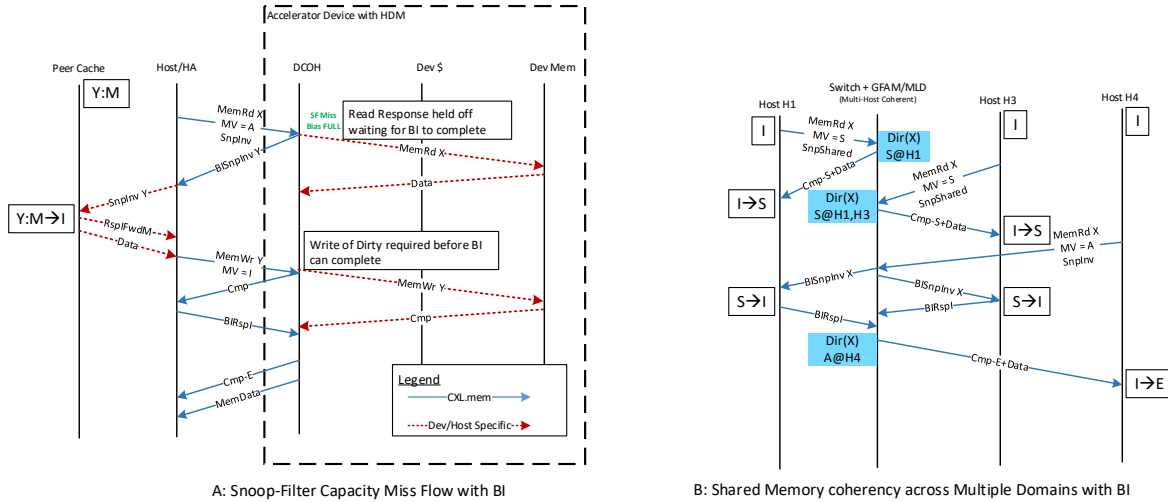 Accelerator Device with HDM
Peer Cache
Host/HA
DCOH
Dev $
Dev Mem
Y:M
MemRd X
MV = A
SnpInv
SF Miss
Bias FULL
Read Response held off
waiting for BI to complete
MemRd X
BISnpInv Y
Data
SnpInv Y
Y:M→I
RspIFwdM
Data
Write of Dirty required before BI
can complete
MemWr Y
MV = I
MemWr Y
Cmp
Cmp
BIRspI
Cmp-E
MemData
Legend
CXL.mem
Dev/Host Specific
A: Snoop-Filter Capacity Miss Flow with BI
Switch + GFAM/MLD
(Multi-Host Coherent)
Host H1
Host H3
Host H4
I
I
I
MemRd X
MV = S
SnpShared
Dir(X)
S@H1
Cmp-S+Data
MemRd X
MV = S
SnpShared
I→S
Dir(X)
S@H1,H3
Cmp-S+Data
I→S
MemRd X
MV = A
SnpInv
BISnpInv X
BISnpInv X
S→I
S→I
BIRspI
BIRspI
Dir(X)
A@H4
Cmp-E+Data
I→E
B: Shared Memory coherency across Multiple Domains with BI